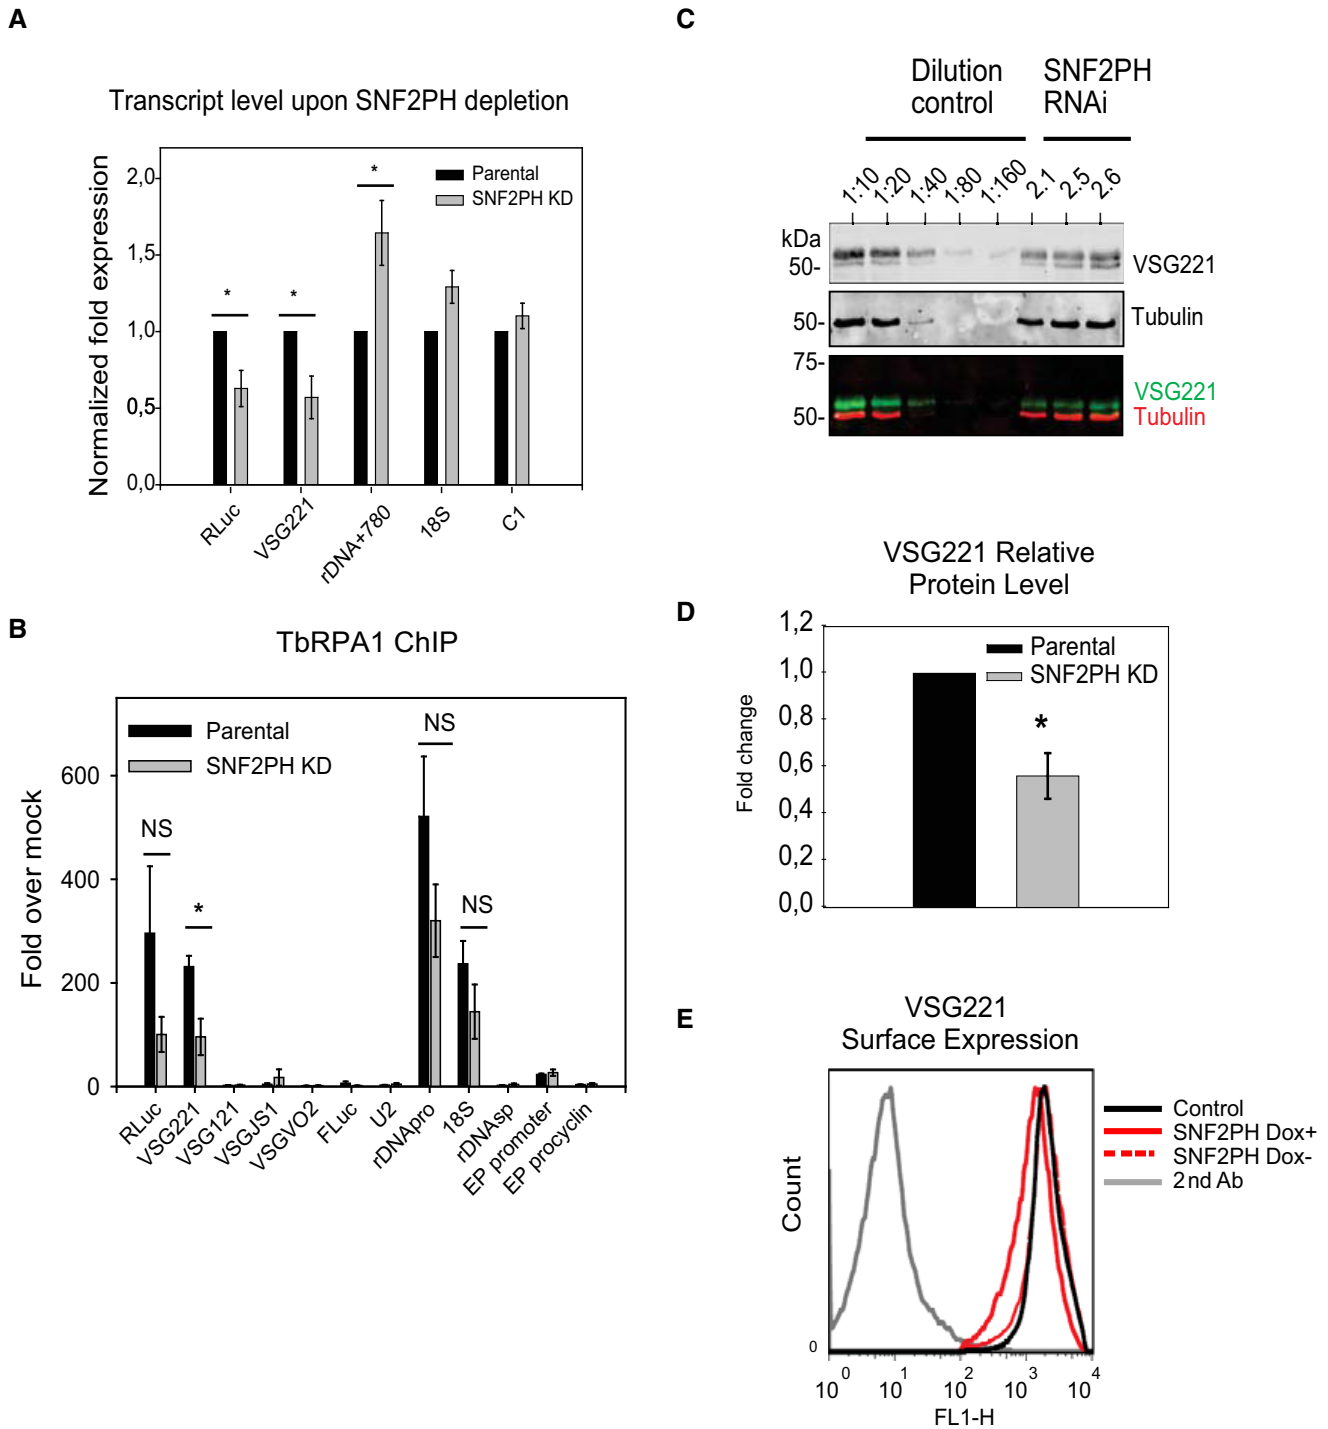 A
Transcript level upon SNF2PH depletion
Normalized fold expression
2,0
1,5
1,0
0,5
0,0
Parental
SNF2PH KD
*
*
*
RLuc
VSG221
rDNA+780
18S
C1
B
TbRPA1 ChIP
Fold over mock
600
400
200
0
Parental
SNF2PH KD
NS
*
NS
NS
RLuc
VSG221
VSG121
VSGJS1
VSGVO2
FLuc
U2
rDNApro
18S
rDNAsp
EP promoter
EP procyclin
C
Dilution
control
SNF2PH
RNAi
1:10
1:20
1:40
1:80
1:160
2.1
2.5
2.6
kDa
50-
VSG221
50-
Tubulin
75-
50-
VSG221
Tubulin
D
VSG221 Relative
Protein Level
Fold change
1,2
1,0
0,8
0,6
0,4
0,2
0,0
Parental
SNF2PH KD
*
E
VSG221
Surface Expression
Count
0
10 0
10 1
10 2
10 3
10 4
FL1-H
Control
SNF2PH Dox+
SNF2PH Dox-
2nd Ab